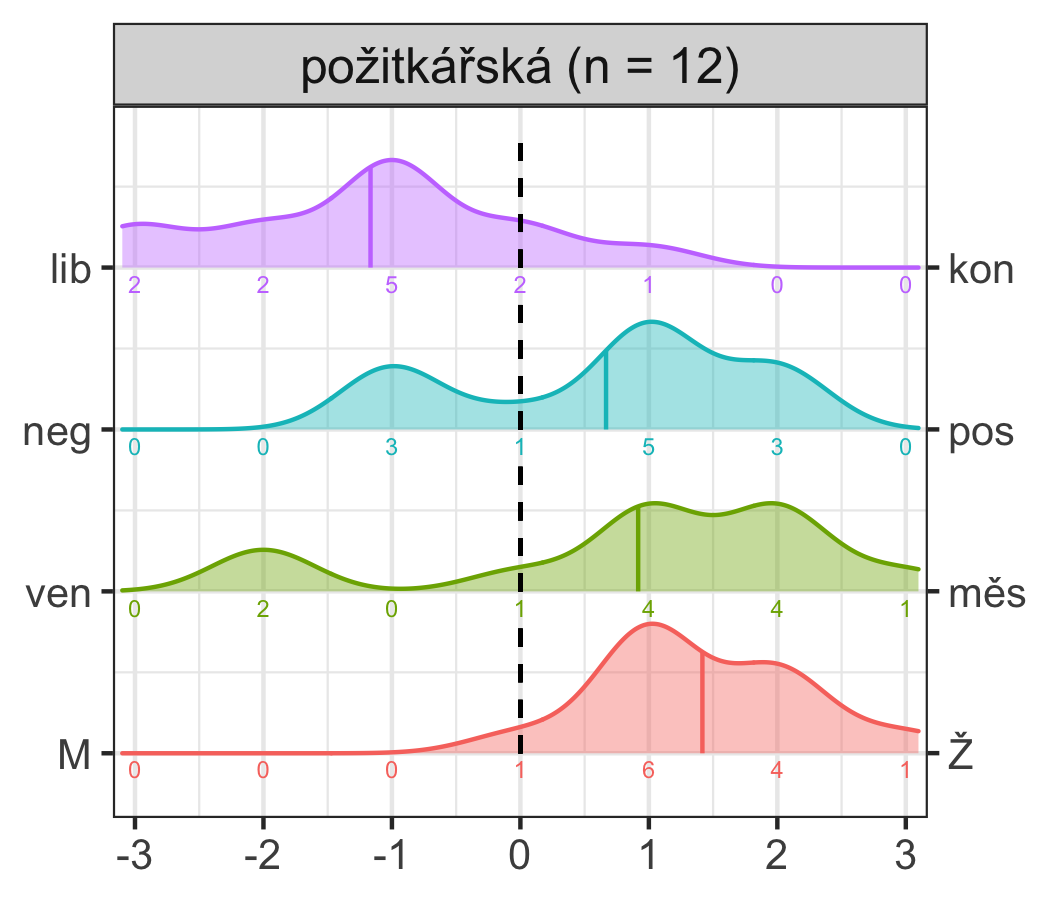 požitkářská (n = 12)
lib kon
2 2 5 2 1 0 0
neg pos
0 0 3 1 5 3 0
ven měs
0 2 0 1 4 4 1
M Ž
0 0 0 1 6 4 1
-3 -2 -1 0 1 2 3